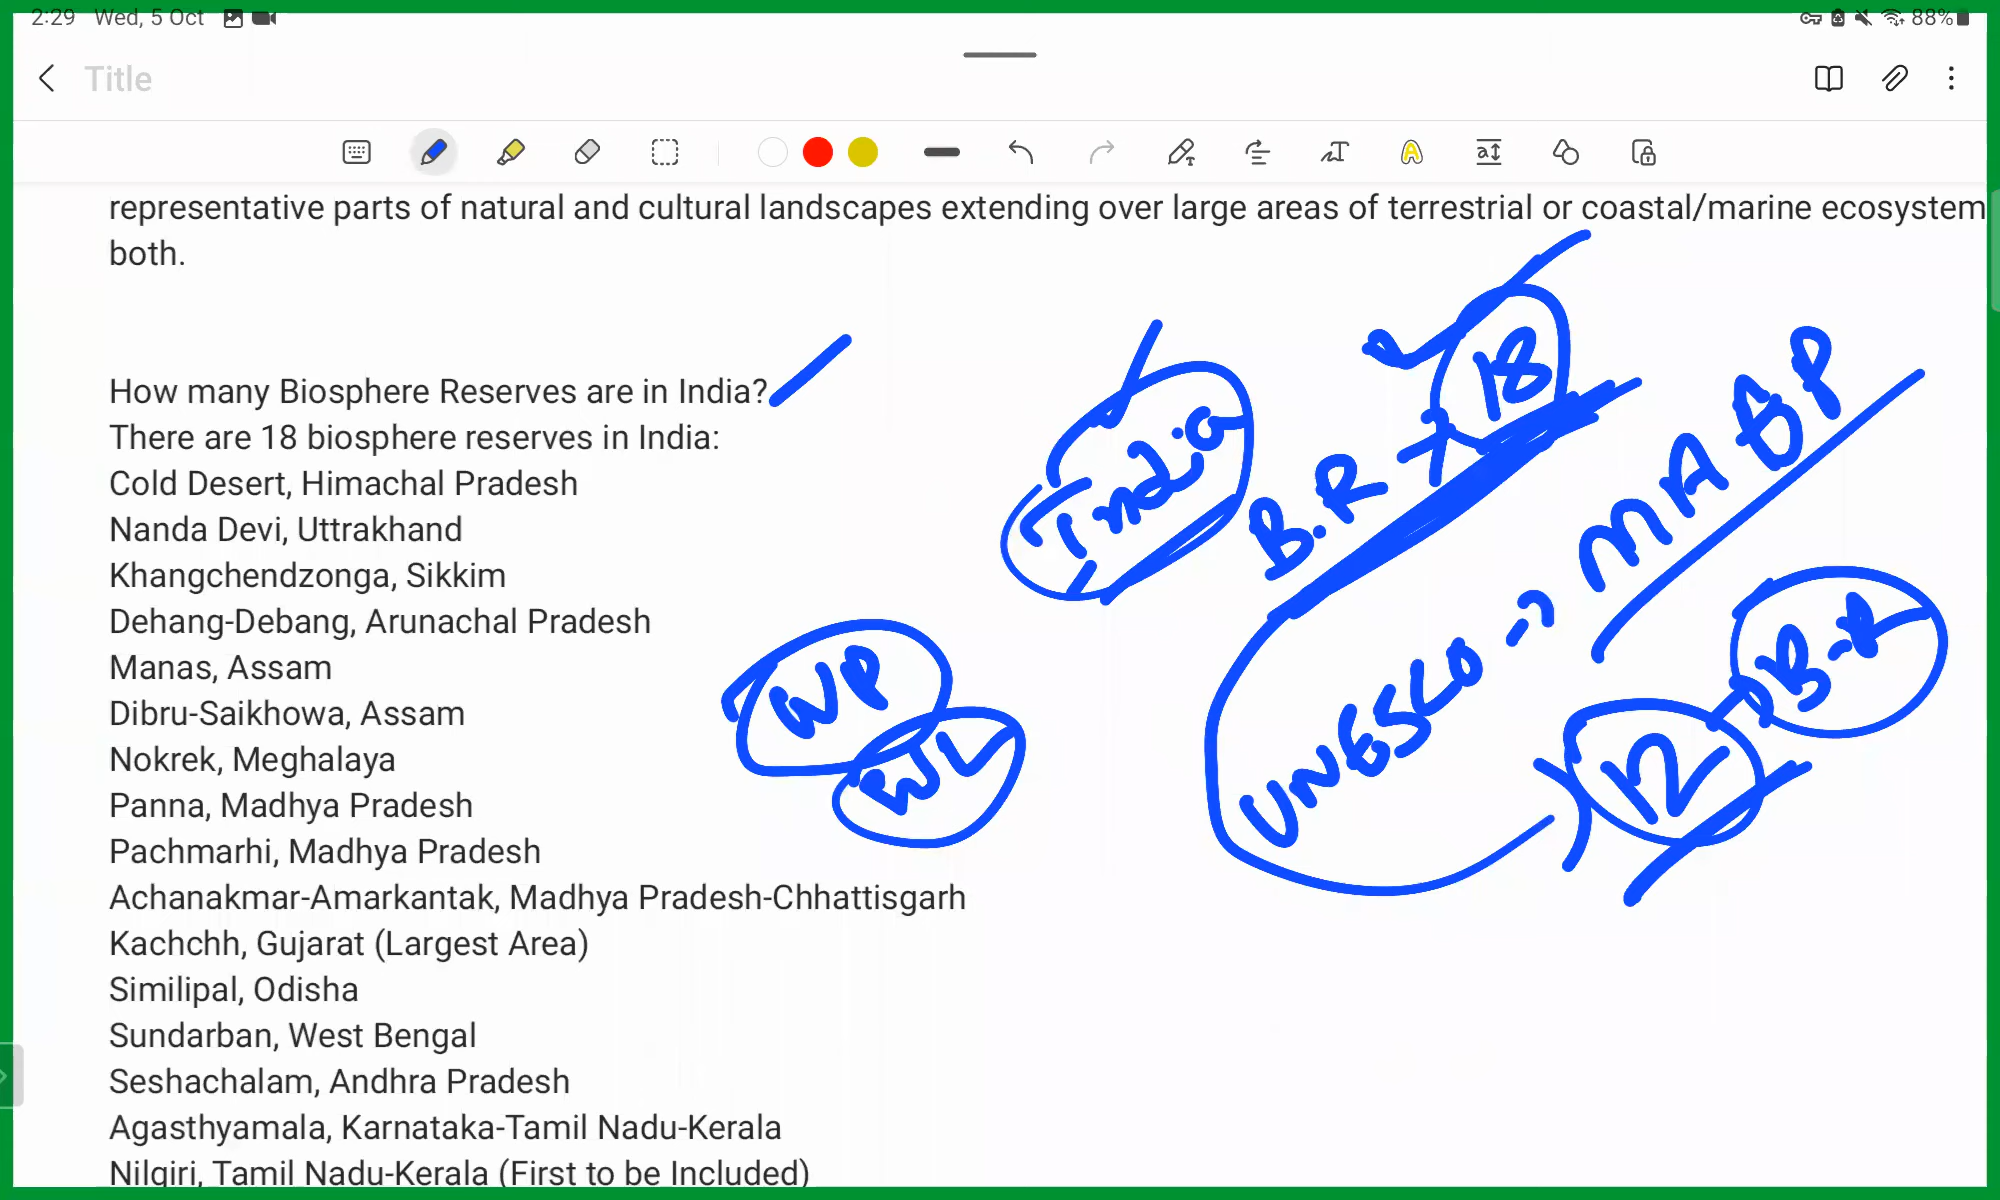 2:29 Wed, 5 Oct 88%
Title
representative parts of natural and cultural landscapes extending over large areas of terrestrial or coastal/marine ecosystem
both.
How many Biosphere Reserves are in India?
There are 18 biosphere reserves in India:
Cold Desert, Himachal Pradesh
Nanda Devi, Uttrakhand
Khangchendzonga, Sikkim
Dehang-Debang, Arunachal Pradesh
Manas, Assam
Dibru-Saikhowa, Assam
Nokrek, Meghalaya
Panna, Madhya Pradesh
Pachmarhi, Madhya Pradesh
Achanakmar-Amarkantak, Madhya Pradesh-Chhattisgarh
Kachchh, Gujarat (Largest Area)
Similipal, Odisha
Sundarban, West Bengal
Seshachalam, Andhra Pradesh
Agasthyamala, Karnataka-Tamil Nadu-Kerala
Nilgiri, Tamil Nadu-Kerala (First to be Included)
India
B.R → 18
UNESCO → MABP
12 B.R
NP
WL